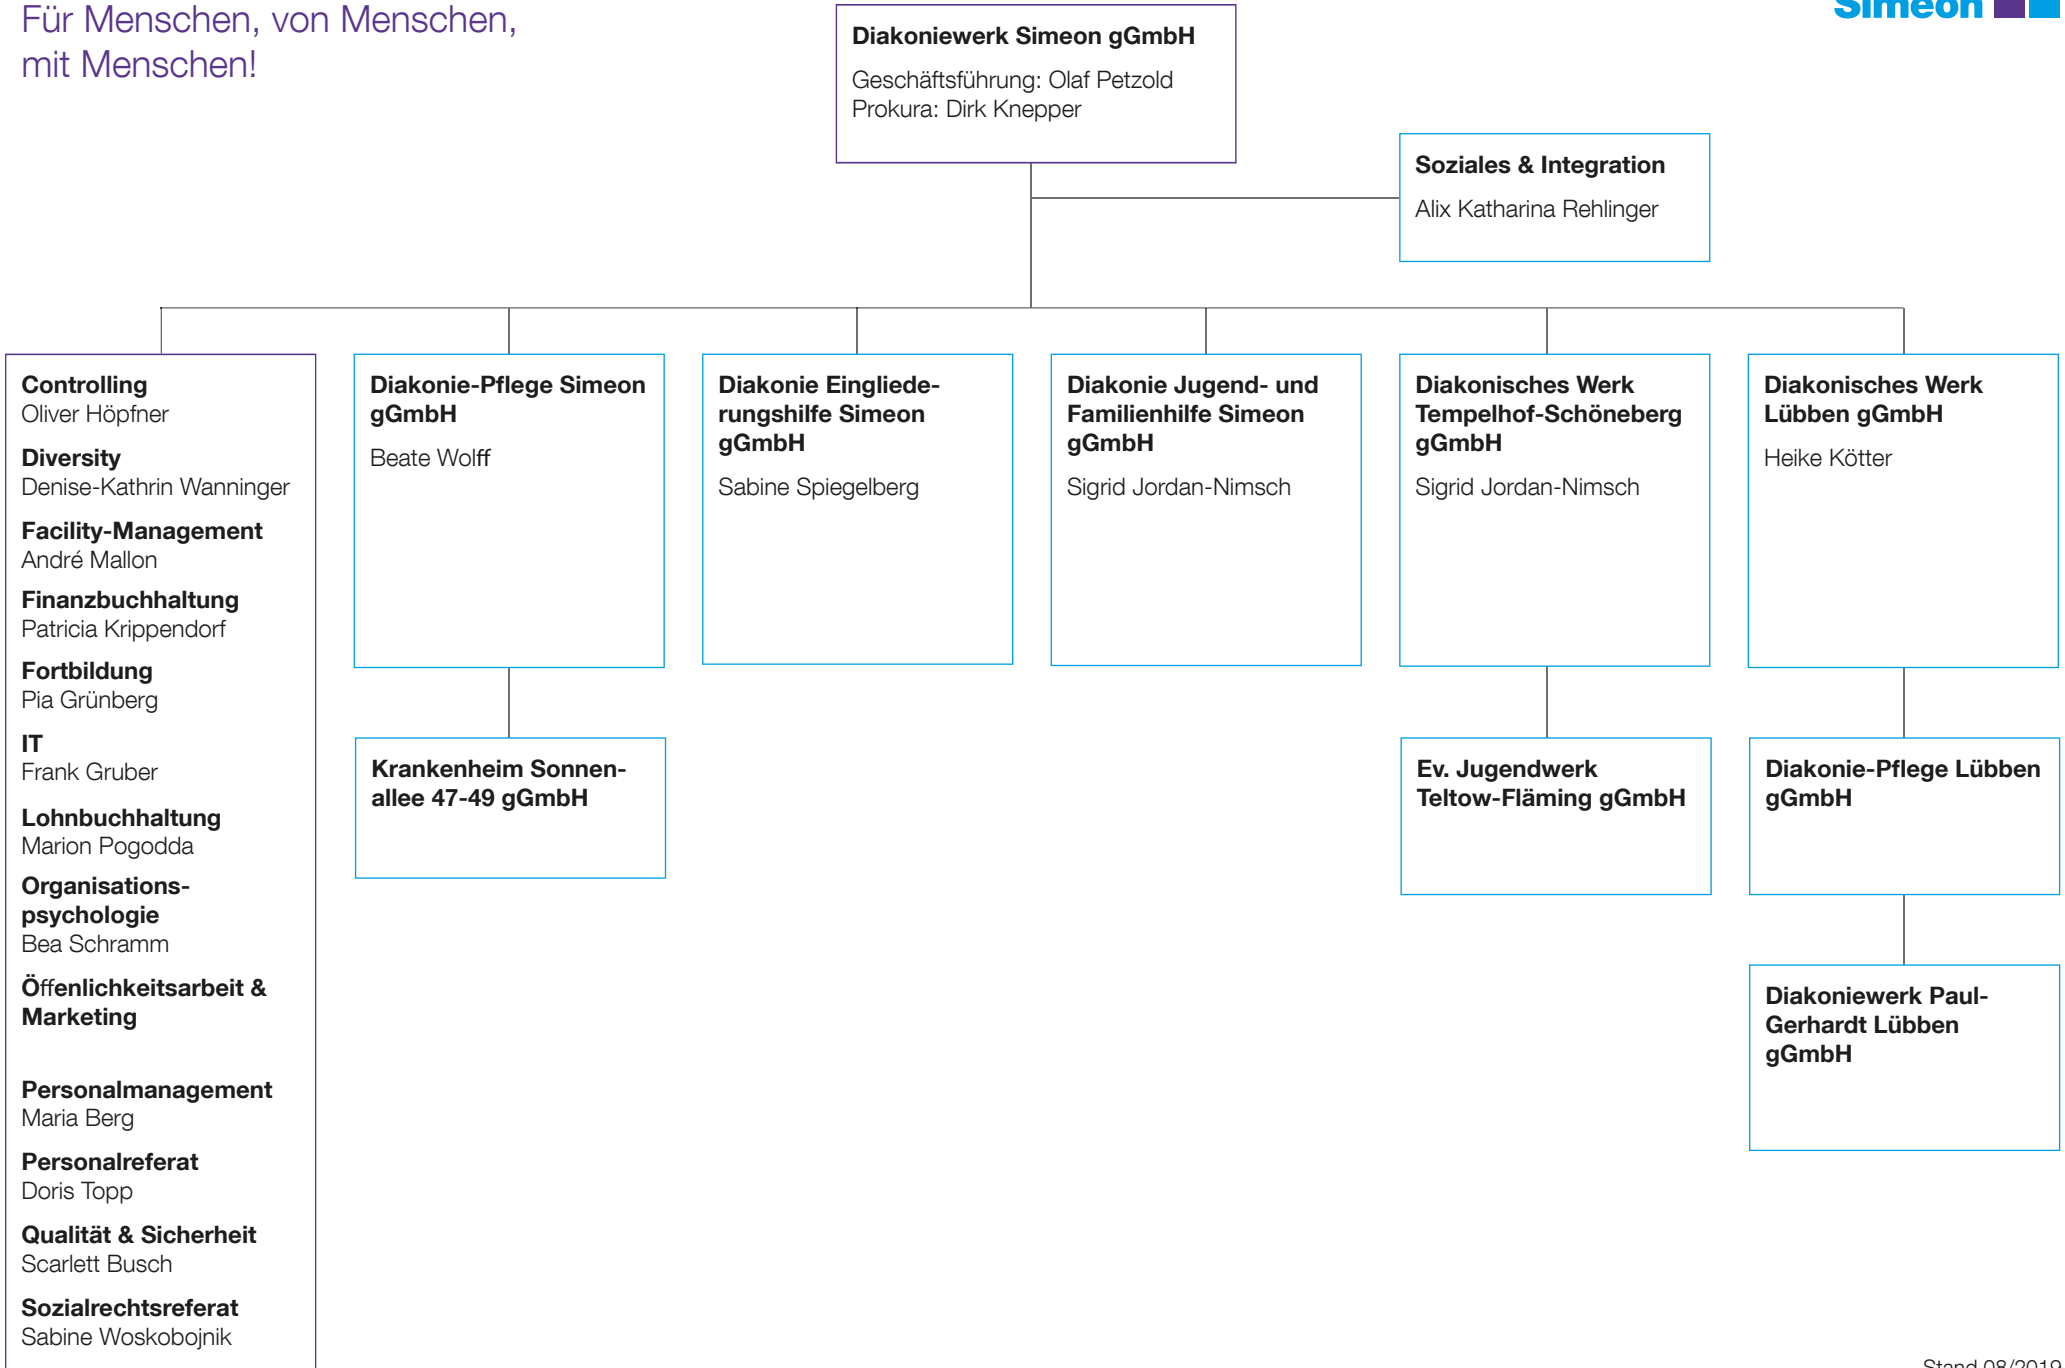 Für Menschen, von Menschen,
mit Menschen!
Simeon
Diakoniewerk Simeon gGmbH
Geschäftsführung: Olaf Petzold
Prokura: Dirk Knepper
Soziales & Integration
Alix Katharina Rehlinger
Controlling
Oliver Höpfner
Diversity
Denise-Kathrin Wanninger
Facility-Management
André Mallon
Finanzbuchhaltung
Patricia Krippendorf
Fortbildung
Pia Grünberg
IT
Frank Gruber
Lohnbuchhaltung
Marion Pogodda
Organisations-
psychologie
Bea Schramm
Öffenlichkeitsarbeit &
Marketing
Personalmanagement
Maria Berg
Personalreferat
Doris Topp
Qualität & Sicherheit
Scarlett Busch
Sozialrechtsreferat
Sabine Woskobojnik
Diakonie-Pflege Simeon
gGmbH
Beate Wolff
Krankenheim Sonnen-
allee 47-49 gGmbH
Diakonie Eingliede-
rungshilfe Simeon
gGmbH
Sabine Spiegelberg
Diakonie Jugend- und
Familienhilfe Simeon
gGmbH
Sigrid Jordan-Nimsch
Diakonisches Werk
Tempelhof-Schöneberg
gGmbH
Sigrid Jordan-Nimsch
Ev. Jugendwerk
Teltow-Fläming gGmbH
Diakonisches Werk
Lübben gGmbH
Heike Kötter
Diakonie-Pflege Lübben
gGmbH
Diakoniewerk Paul-
Gerhardt Lübben
gGmbH
Stand 08/2019